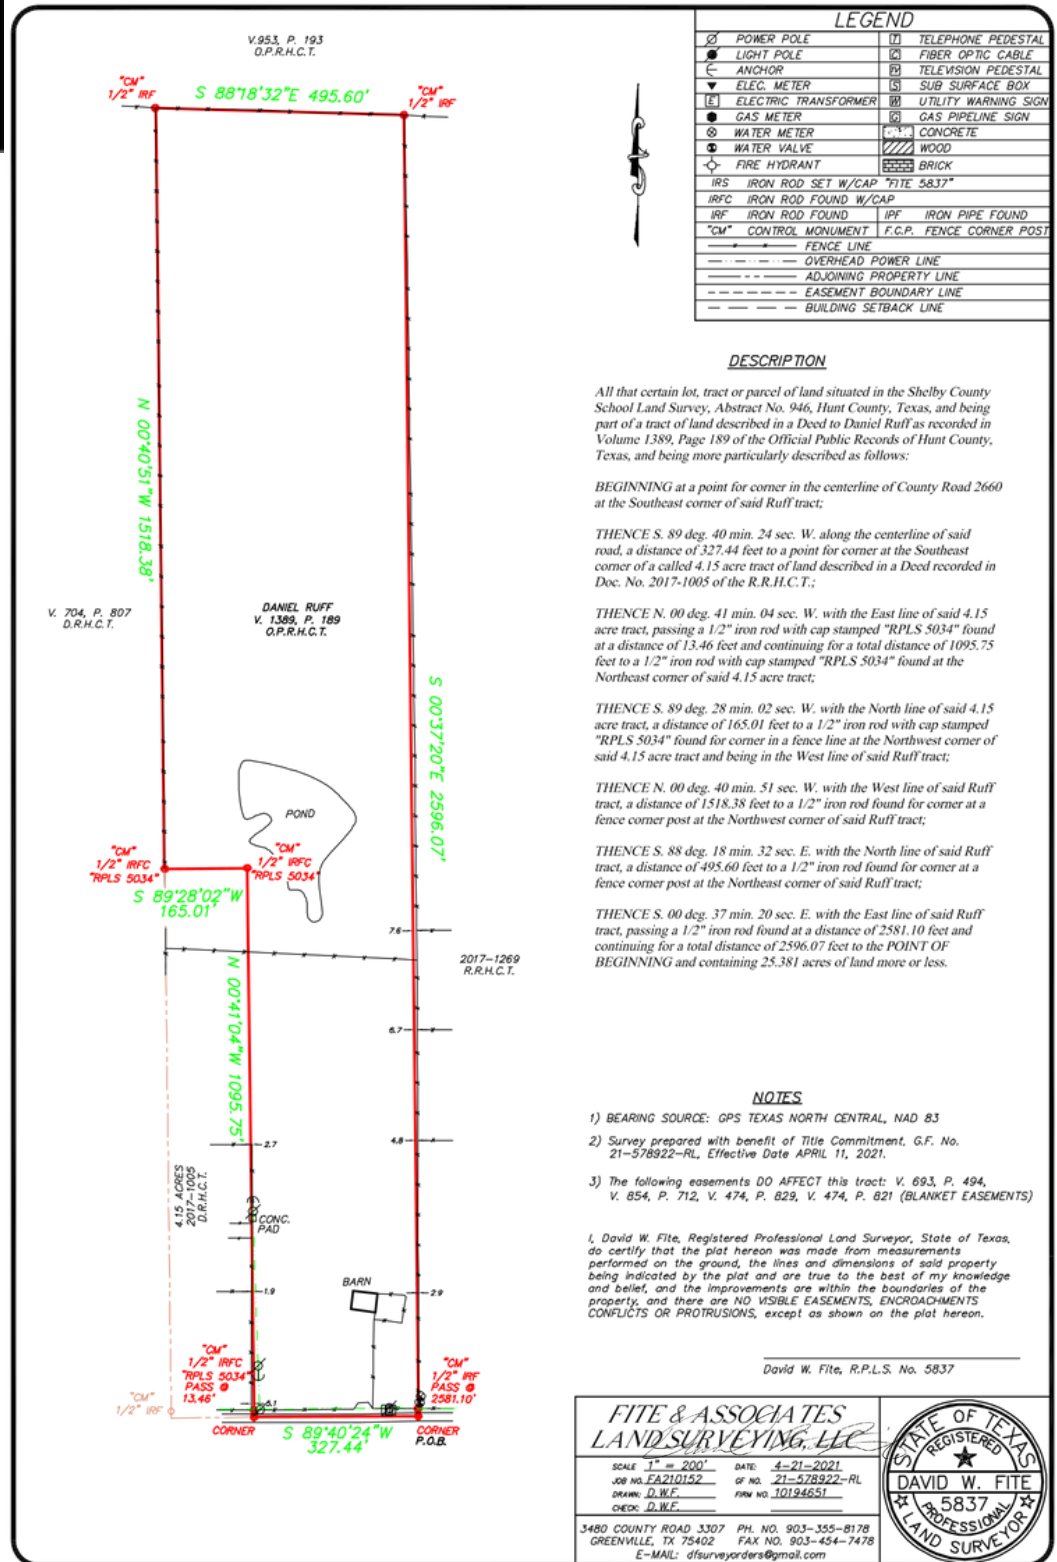 V.953, P. 193
O.P.R.H.C.T.
"CM"
1/2" IRF
S 88°18'32"E 495.60'
"CM"
1/2" IRF
N 00°40'51"W 1518.38'
V. 704, P. 807
D.R.H.C.T.
DANIEL RUFF
V. 1389, P. 189
O.P.R.H.C.T.
S 00°37'20"E 2596.07'
POND
"CM"
1/2" IRFC
"RPLS 5034"
"CM"
1/2" IRFC
"RPLS 5034"
S 89°28'02"W
165.01'
7.6
2017-1269
R.R.H.C.T.
N 00°41'04"W 1095.75'
6.7
4.8
2.7
4.15 ACRES
2017-1005
D.R.H.C.T.
CONC.
PAD
1.9
BARN
2.9
"CM"
1/2" IRFC
"RPLS 5034"
PASS @
13.46'
"CM"
1/2" IRF
PASS @
2581.10'
"CM"
1/2" IRF
5.1
CORNER
S 89°40'24"W
327.44'
CORNER
P.O.B.
LEGEND
POWER POLE
T TELEPHONE PEDESTAL
LIGHT POLE
C FIBER OPTIC CABLE
ANCHOR
TV TELEVISION PEDESTAL
ELEC. METER
S SUB SURFACE BOX
E ELECTRIC TRANSFORMER
W UTILITY WARNING SIGN
GAS METER
G GAS PIPELINE SIGN
WATER METER
CONCRETE
WATER VALVE
WOOD
FIRE HYDRANT
BRICK
IRS IRON ROD SET W/CAP "FITE 5837"
IRFC IRON ROD FOUND W/CAP
IRF IRON ROD FOUND
IPF IRON PIPE FOUND
"CM" CONTROL MONUMENT
F.C.P. FENCE CORNER POST
FENCE LINE
OVERHEAD POWER LINE
ADJOINING PROPERTY LINE
EASEMENT BOUNDARY LINE
BUILDING SETBACK LINE
DESCRIPTION
All that certain lot, tract or parcel of land situated in the Shelby County
School Land Survey, Abstract No. 946, Hunt County, Texas, and being
part of a tract of land described in a Deed to Daniel Ruff as recorded in
Volume 1389, Page 189 of the Official Public Records of Hunt County,
Texas, and being more particularly described as follows:
BEGINNING at a point for corner in the centerline of County Road 2660
at the Southeast corner of said Ruff tract;
THENCE S. 89 deg. 40 min. 24 sec. W. along the centerline of said
road, a distance of 327.44 feet to a point for corner at the Southeast
corner of a called 4.15 acre tract of land described in a Deed recorded in
Doc. No. 2017-1005 of the R.R.H.C.T.;
THENCE N. 00 deg. 41 min. 04 sec. W. with the East line of said 4.15
acre tract, passing a 1/2" iron rod with cap stamped "RPLS 5034" found
at a distance of 13.46 feet and continuing for a total distance of 1095.75
feet to a 1/2" iron rod with cap stamped "RPLS 5034" found at the
Northeast corner of said 4.15 acre tract;
THENCE S. 89 deg. 28 min. 02 sec. W. with the North line of said 4.15
acre tract, a distance of 165.01 feet to a 1/2" iron rod with cap stamped
"RPLS 5034" found for corner in a fence line at the Northwest corner of
said 4.15 acre tract and being in the West line of said Ruff tract;
THENCE N. 00 deg. 40 min. 51 sec. W. with the West line of said Ruff
tract, a distance of 1518.38 feet to a 1/2" iron rod found for corner at a
fence corner post at the Northwest corner of said Ruff tract;
THENCE S. 88 deg. 18 min. 32 sec. E. with the North line of said Ruff
tract, a distance of 495.60 feet to a 1/2" iron rod found for corner at a
fence corner post at the Northeast corner of said Ruff tract;
THENCE S. 00 deg. 37 min. 20 sec. E. with the East line of said Ruff
tract, passing a 1/2" iron rod found at a distance of 2581.10 feet and
continuing for a total distance of 2596.07 feet to the POINT OF
BEGINNING and containing 25.381 acres of land more or less.
NOTES
1) BEARING SOURCE: GPS TEXAS NORTH CENTRAL, NAD 83
2) Survey prepared with benefit of Title Commitment, G.F. No.
21-578922-RL, Effective Date APRIL 11, 2021.
3) The following easements DO AFFECT this tract: V. 693, P. 494,
V. 854, P. 712, V. 474, P. 829, V. 474, P. 821 (BLANKET EASEMENTS)
I, David W. Fite, Registered Professional Land Surveyor, State of Texas,
do certify that the plat hereon was made from measurements
performed on the ground, the lines and dimensions of said property
being indicated by the plat and are true to the best of my knowledge
and belief, and the improvements are within the boundaries of the
property, and there are NO VISIBLE EASEMENTS, ENCROACHMENTS
CONFLICTS OR PROTRUSIONS, except as shown on the plat hereon.
David W. Fite, R.P.L.S. No. 5837
FITE & ASSOCIATES
LAND SURVEYING, LLC
SCALE 1" = 200'
DATE: 4-21-2021
JOB NO. FA210152
GF NO. 21-578922-RL
DRAWN: D.W.F.
FIRM NO. 10194651
CHECK: D.W.F.
3480 COUNTY ROAD 3307 PH. NO. 903-355-8178
GREENVILLE, TX 75402 FAX NO. 903-454-7478
E-MAIL: dfsurveyorders@gmail.com
STATE OF TEXAS
REGISTERED
DAVID W. FITE
5837
PROFESSIONAL
LAND SURVEYOR